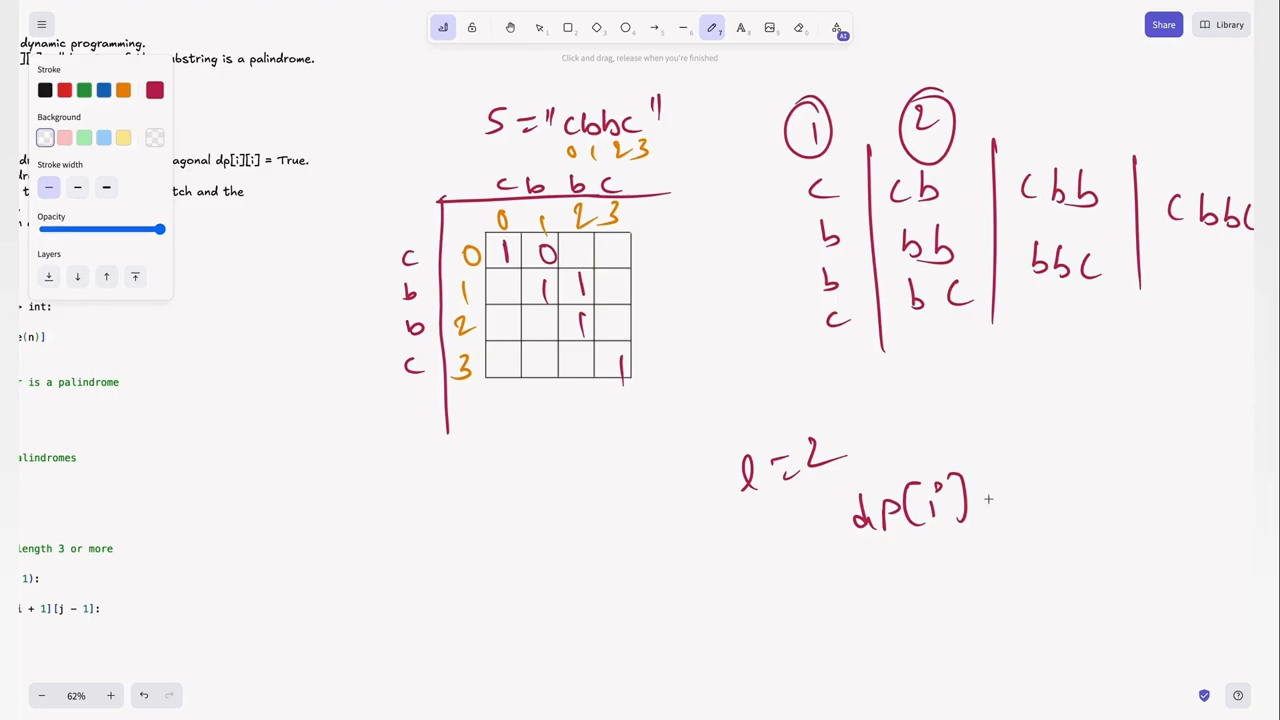 Share
Library
Click and drag, release when you're finished
dynamic programming.
bstring is a palindrome.
Stroke
Background
Stroke width
Opacity
Layers
agonal dp[i][i] = True.
tch and the
> int:
e(n)]
r is a palindrome
alindromes
length 3 or more
1):
i + 1][j - 1]:
S = "cbbc"
0 1 2 3
c b b c
0 1 2 3
c 0 1 0
b 1 1 1
b 2 1
c 3 1
1 2
c cb cbb cbbc
b bb bbc
b bc
c
l = 2
dp[i]
62%